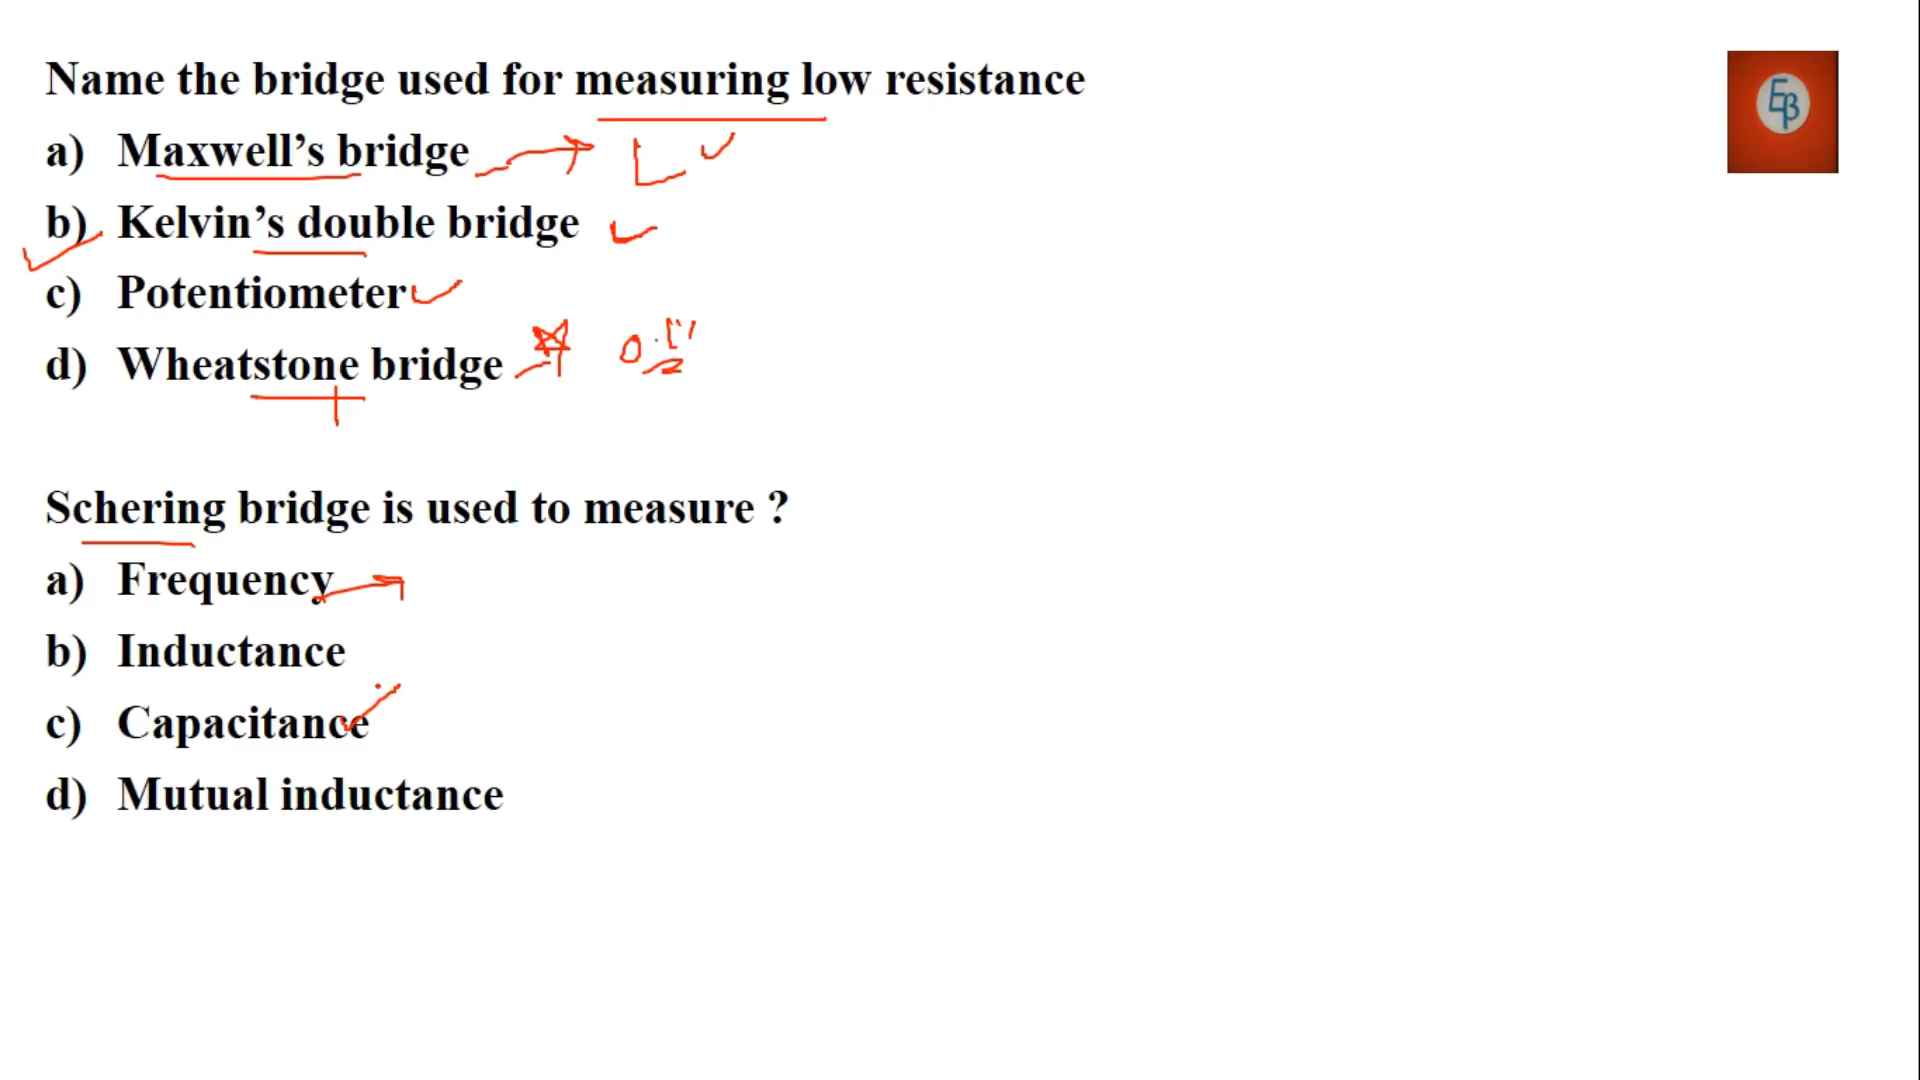 Name the bridge used for measuring low resistance
a) Maxwell’s bridge L
b) Kelvin’s double bridge
c) Potentiometer
d) Wheatstone bridge
Schering bridge is used to measure ?
a) Frequency
b) Inductance
c) Capacitance
d) Mutual inductance
Eβ